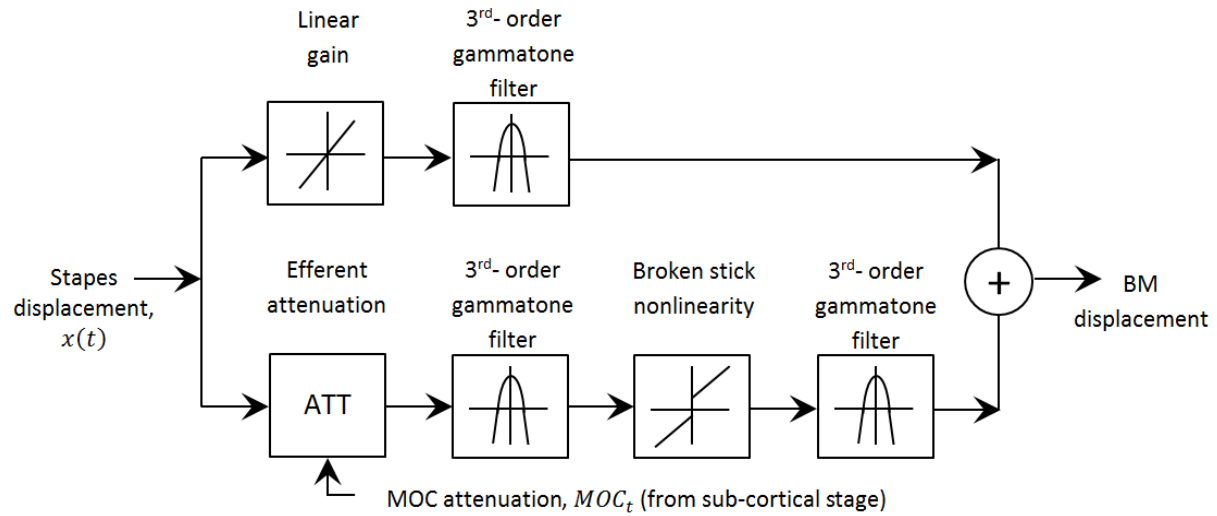 Linear
gain
3rd- order
gammatone
filter
Stapes
displacement,
x(t)
Efferent
attenuation
3rd- order
gammatone
filter
Broken stick
nonlinearity
3rd- order
gammatone
filter
ATT
+
BM
displacement
MOC attenuation, MOCt (from sub-cortical stage)